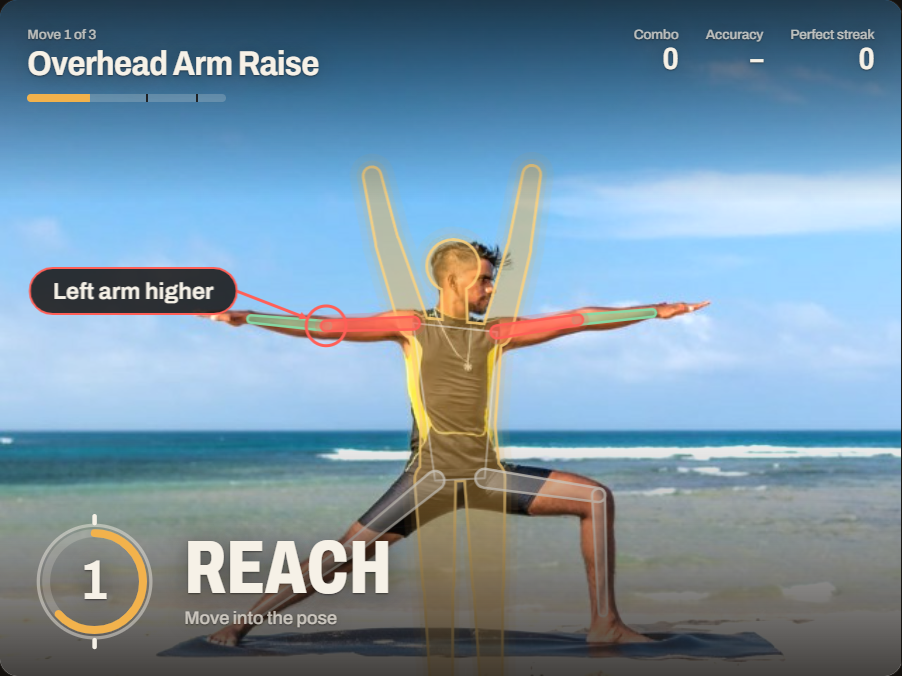 Move 1 of 3
Overhead Arm Raise
Combo
0
Accuracy
–
Perfect streak
0
Left arm higher
1
REACH
Move into the pose